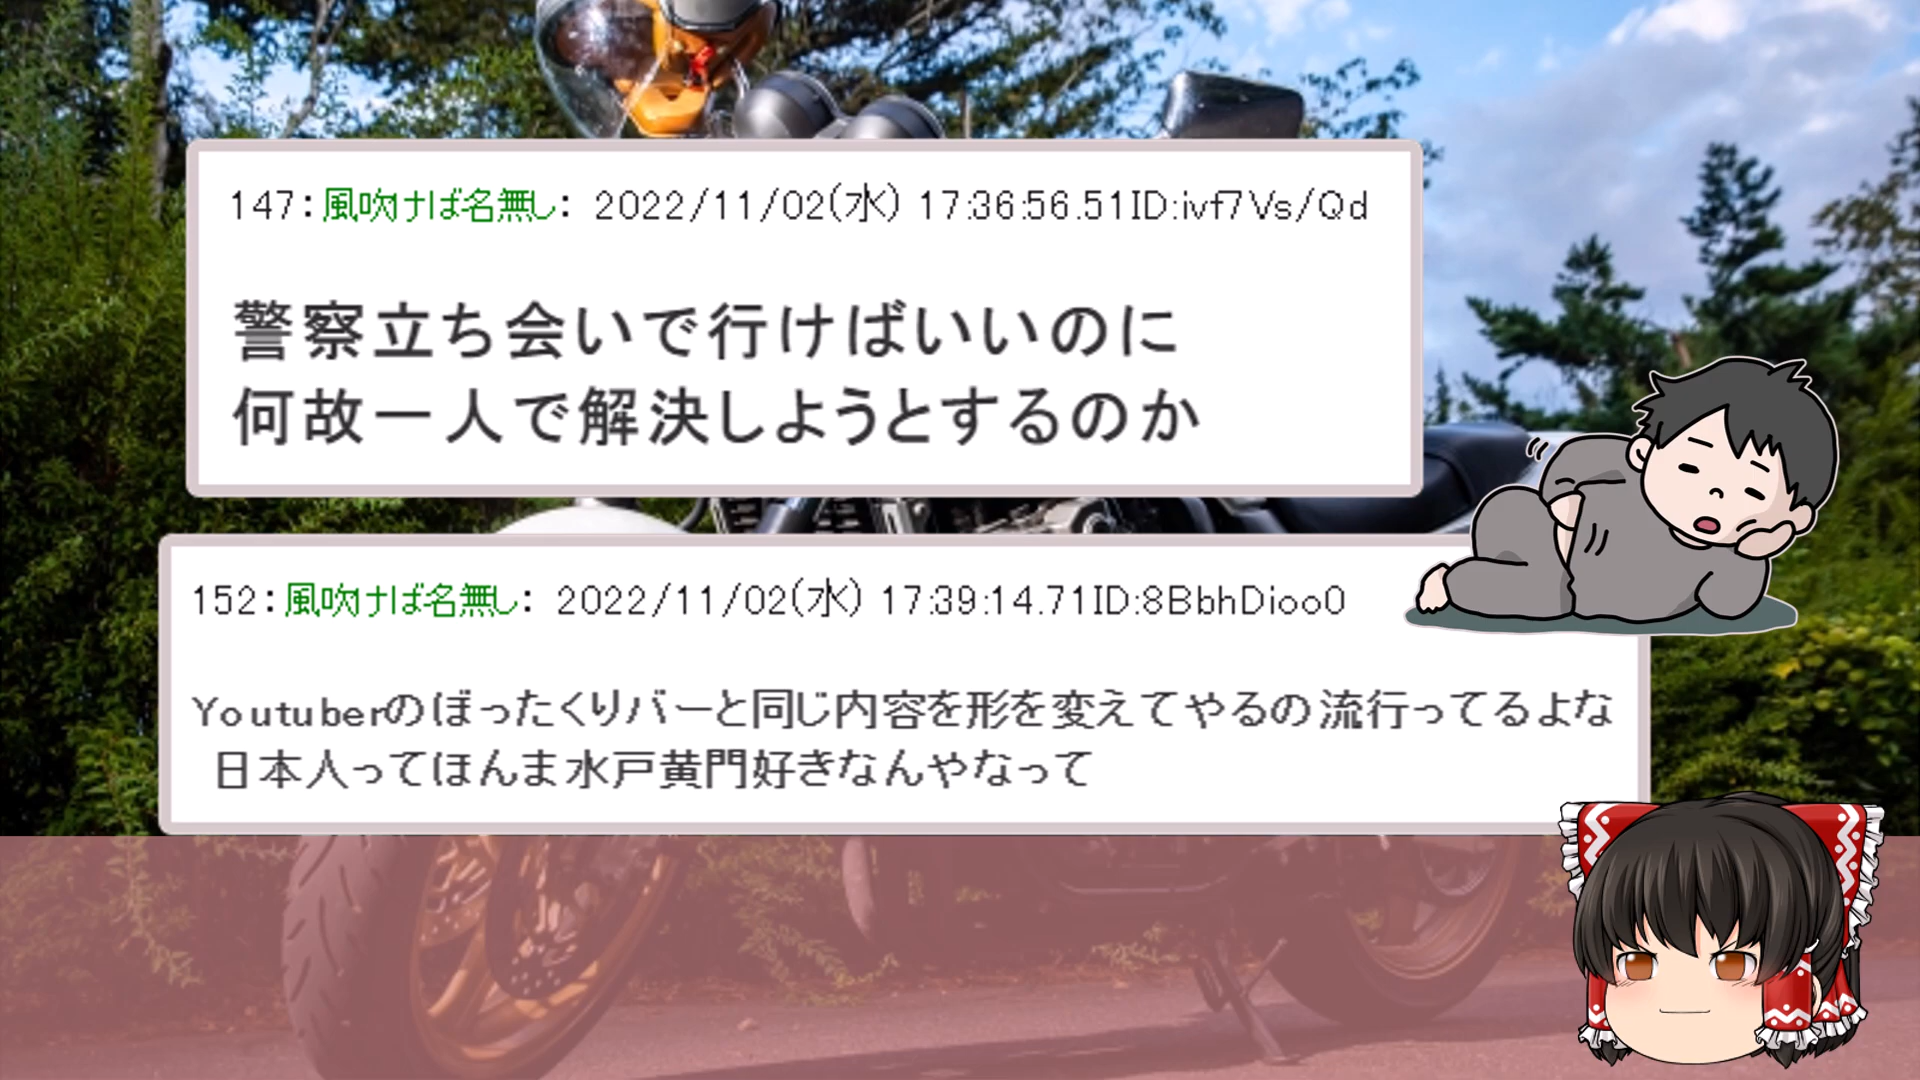 147:風吹けば名無し: 2022/11/02(水) 17:36:56.51ID:ivf7Vs/Qd
警察立ち会いで行けばいいのに
何故一人で解決しようとするのか
152:風吹けば名無し: 2022/11/02(水) 17:39:14.71ID:8BbhDioo0
Youtuberのぼったくりバーと同じ内容を形を変えてやるの流行ってるよな
日本人ってほんま水戸黄門好きなんやなって